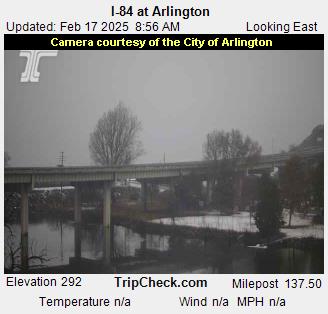 I-84 at Arlington
Updated: Feb 17 2025 8:56 AM Looking East
Camera courtesy of the City of Arlington
Elevation 292 TripCheck.com Milepost 137.50
Temperature n/a Wind n/a MPH n/a